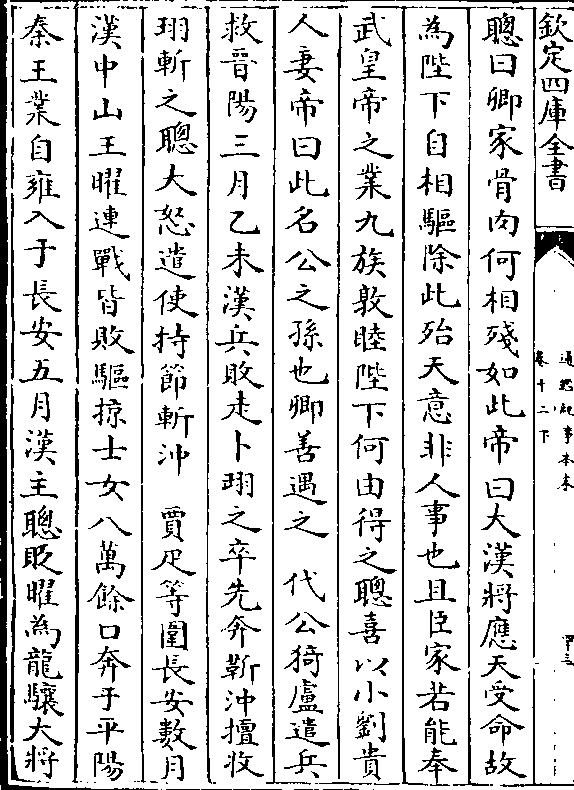 欽定四庫全書
通鑑紀事本末
卷十二下
聰曰卿家骨肉何相殘如此帝曰大漢將應天受命故
為陛下自相驅除此殆天意非人事也且臣家若能奉
武皇帝之業九族敦睦陛下何由得之聰喜以小劉貴
人妻帝曰此名公之孫也卿善遇之　代公猗盧遣兵
救晉陽三月乙未漢兵敗走卜珝之卒先奔靳沖擅收
珝斬之聰大怒遣使持節斬沖　賈疋等圍長安數月
漢中山王曜連戰皆敗驅掠士女八萬餘口奔于平陽
秦王業自雍入于長安五月漢主聰貶曜為龍驤大將